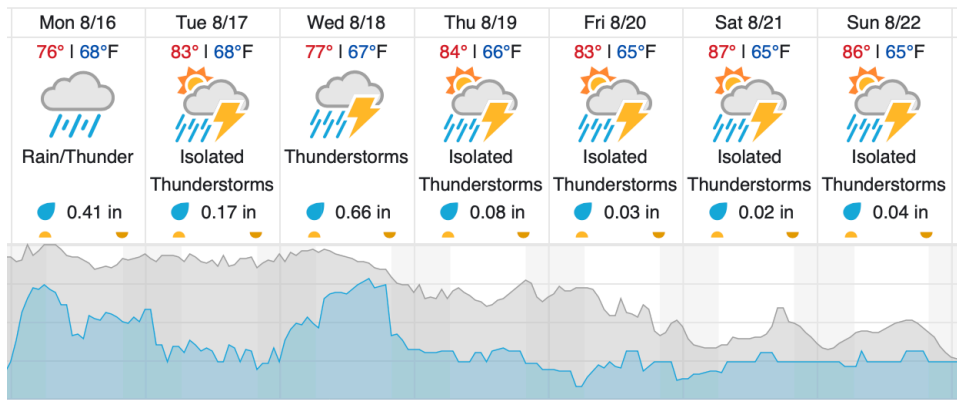 Mon 8/16 Tue 8/17 Wed 8/18 Thu 8/19 Fri 8/20 Sat 8/21 Sun 8/22
76° | 68°F 83° | 68°F 77° | 67°F 84° | 66°F 83° | 65°F 87° | 65°F 86° | 65°F
Rain/Thunder Isolated Thunderstorms Isolated Isolated Isolated Isolated
Thunderstorms Thunderstorms Thunderstorms Thunderstorms Thunderstorms
0.41 in 0.17 in 0.66 in 0.08 in 0.03 in 0.02 in 0.04 in